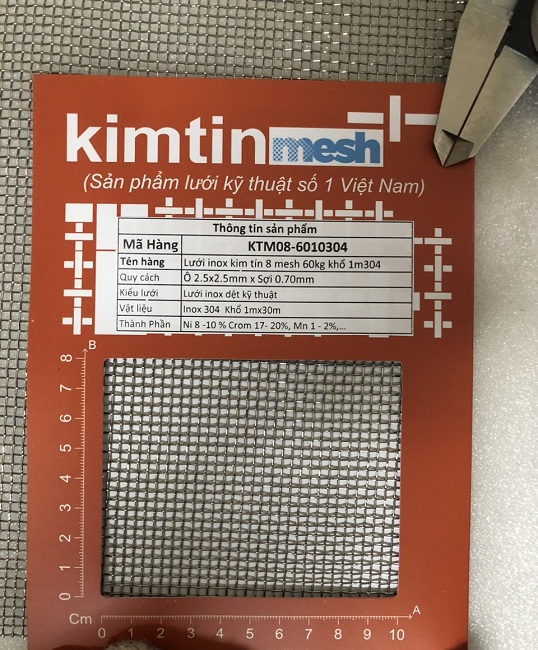 kimtin mesh
(Sản phẩm lưới kỹ thuật số 1 Việt Nam)
Thông tin sản phẩm
Mã Hàng KTM08-6010304
Tên hàng Lưới inox kim tín 8 mesh 60kg khổ 1m304
Quy cách Ô 2.5x2.5mm x Sợi 0.70mm
Kiểu lưới Lưới inox dệt kỹ thuật
Vật liệu Inox 304 Khổ 1mx30m
Thành Phần Ni 8 -10 % Crom 17- 20%, Mn 1 - 2%,...
B
8
7
6
5
4
3
2
1
0
Cm 0 1 2 3 4 5 6 7 8 9 10 A